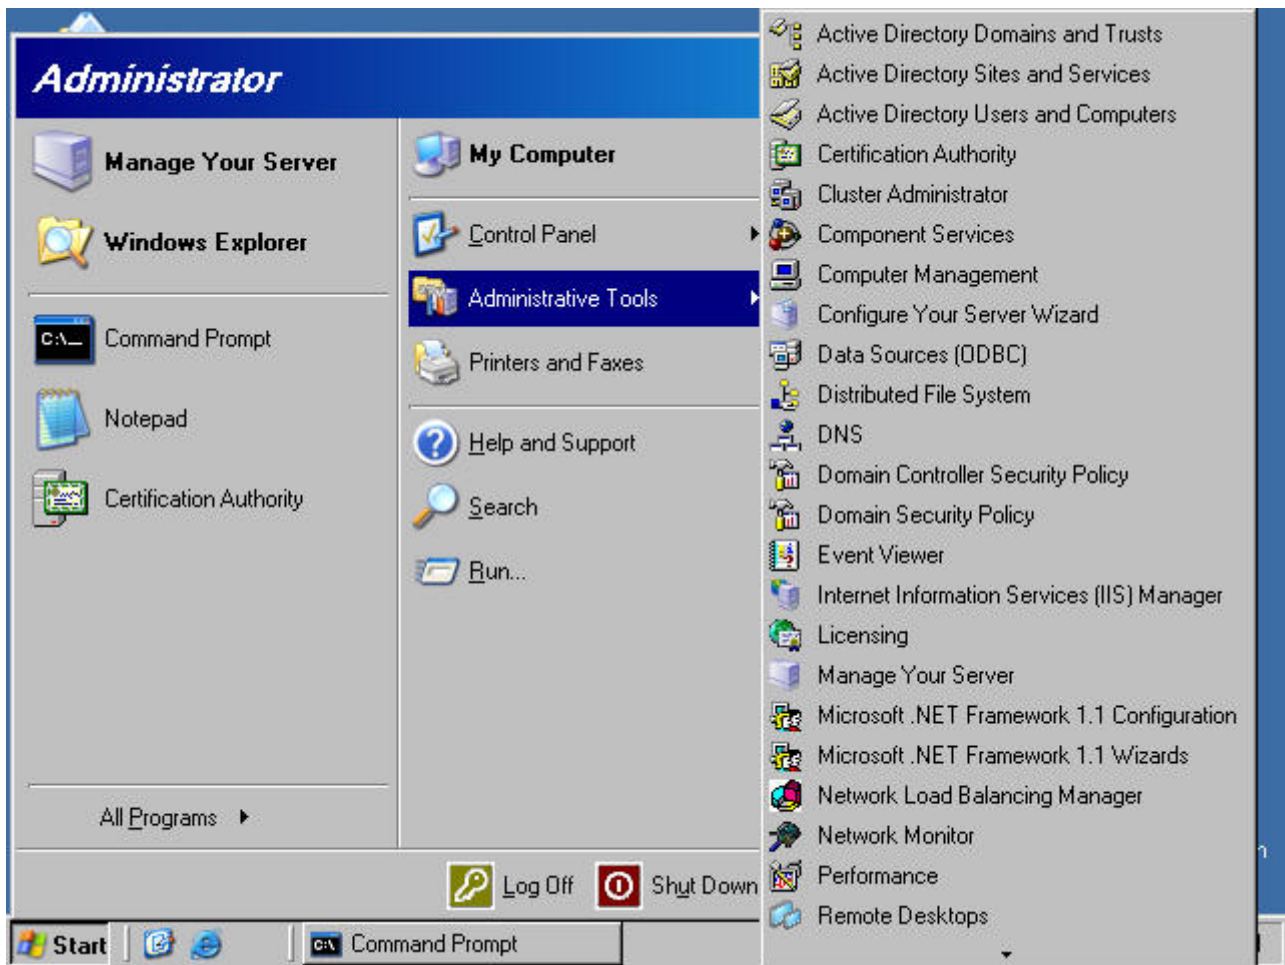 Administrator
Manage Your Server
Windows Explorer
Command Prompt
Notepad
Certification Authority
All Programs
My Computer
Control Panel
Administrative Tools
Printers and Faxes
Help and Support
Search
Run...
Log Off
Shut Down
Active Directory Domains and Trusts
Active Directory Sites and Services
Active Directory Users and Computers
Certification Authority
Cluster Administrator
Component Services
Computer Management
Configure Your Server Wizard
Data Sources (ODBC)
Distributed File System
DNS
Domain Controller Security Policy
Domain Security Policy
Event Viewer
Internet Information Services (IIS) Manager
Licensing
Manage Your Server
Microsoft .NET Framework 1.1 Configuration
Microsoft .NET Framework 1.1 Wizards
Network Load Balancing Manager
Network Monitor
Performance
Remote Desktops
Start
Command Prompt